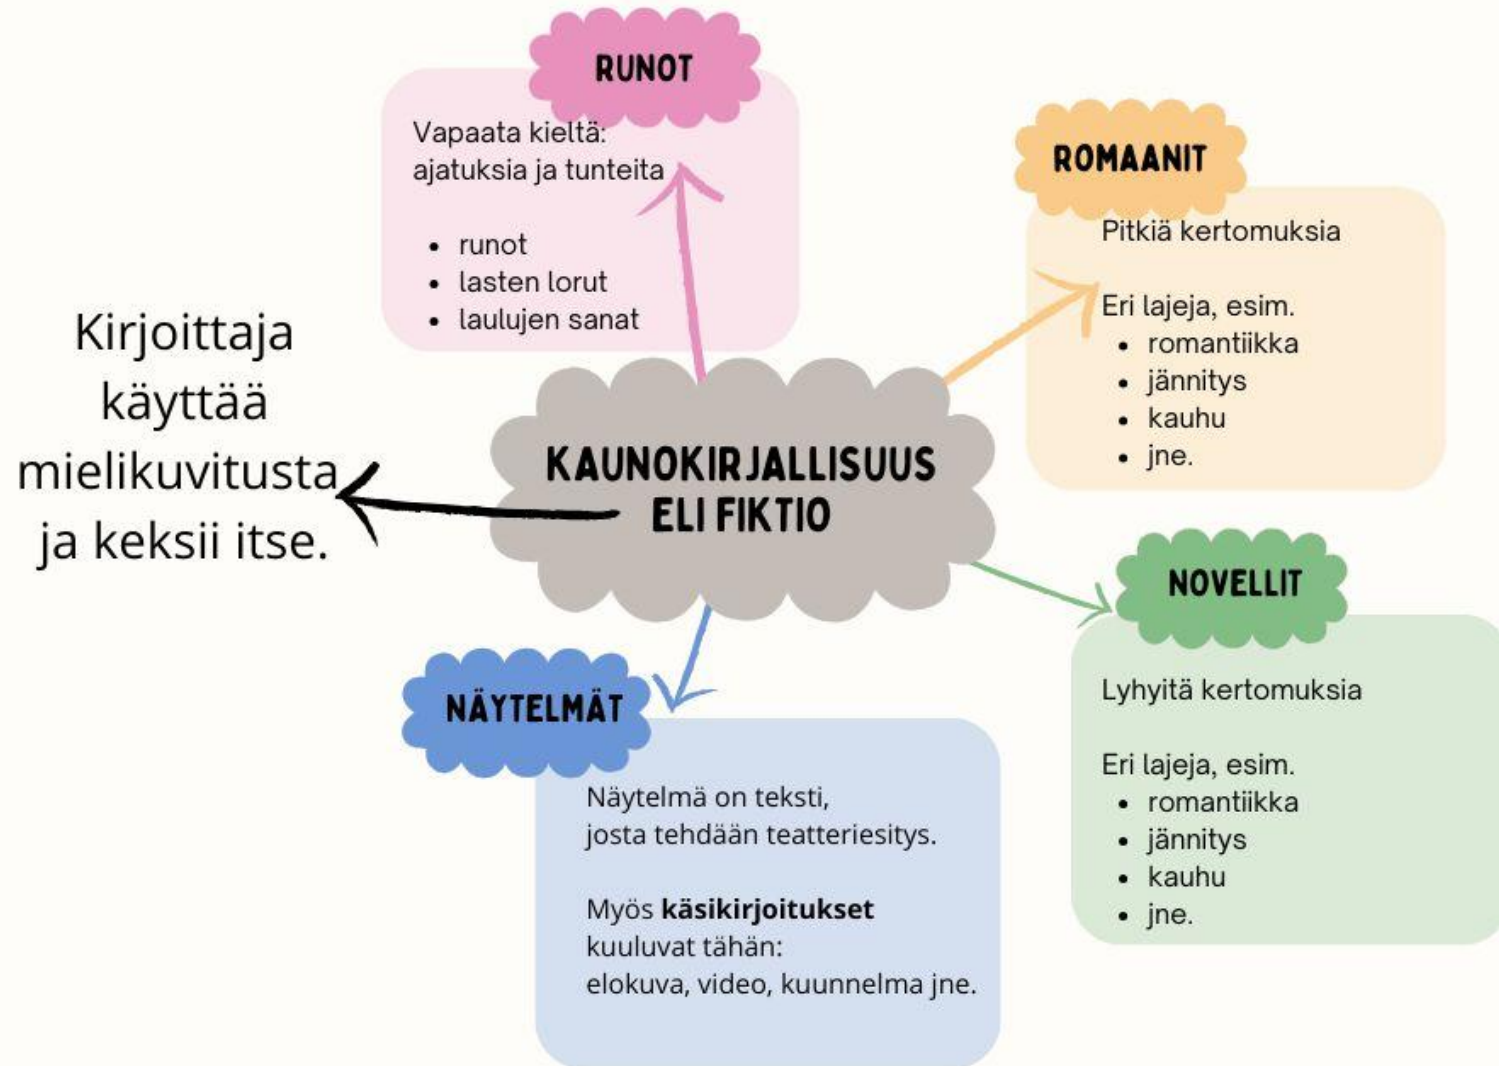 RUNOT
Vapaata kieltä:
ajatuksia ja tunteita
• runot
• lasten lorut
• laulujen sanat
ROMAANIT
Pitkiä kertomuksia
Eri lajeja, esim.
• romantiikka
• jännitys
• kauhu
• jne.
Kirjoittaja
käyttää
mielikuvitusta
ja keksii itse.
KAUNOKIRJALLISUUS
ELI FIKTIO
NOVELLIT
Lyhyitä kertomuksia
Eri lajeja, esim.
• romantiikka
• jännitys
• kauhu
• jne.
NÄYTELMÄT
Näytelmä on teksti,
josta tehdään teatteriesitys.
Myös käsikirjoitukset
kuuluvat tähän:
elokuva, video, kuunnelma jne.